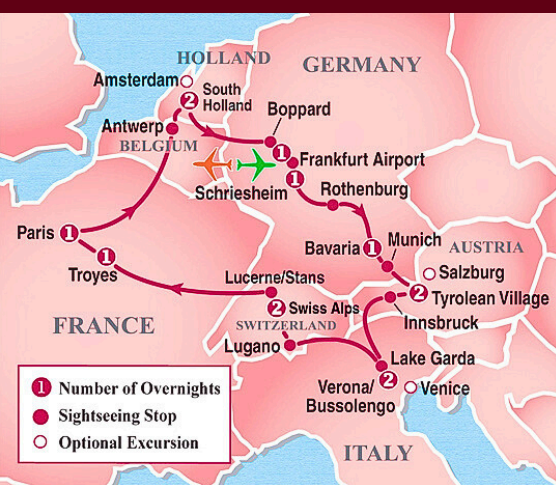 HOLLAND
GERMANY
Amsterdam
2
South
Holland
Boppard
Antwerp
BELGIUM
1
Frankfurt Airport
Schriesheim
1
Rothenburg
Paris
1
Bavaria
1
Munich
AUSTRIA
1
Troyes
Salzburg
Lucerne/Stans
2
Tyrolean Village
2
Swiss Alps
FRANCE
SWITZERLAND
Innsbruck
Lugano
Lake Garda
2
Verona/
Bussolengo
Venice
1 Number of Overnights
Sightseeing Stop
Optional Excursion
ITALY